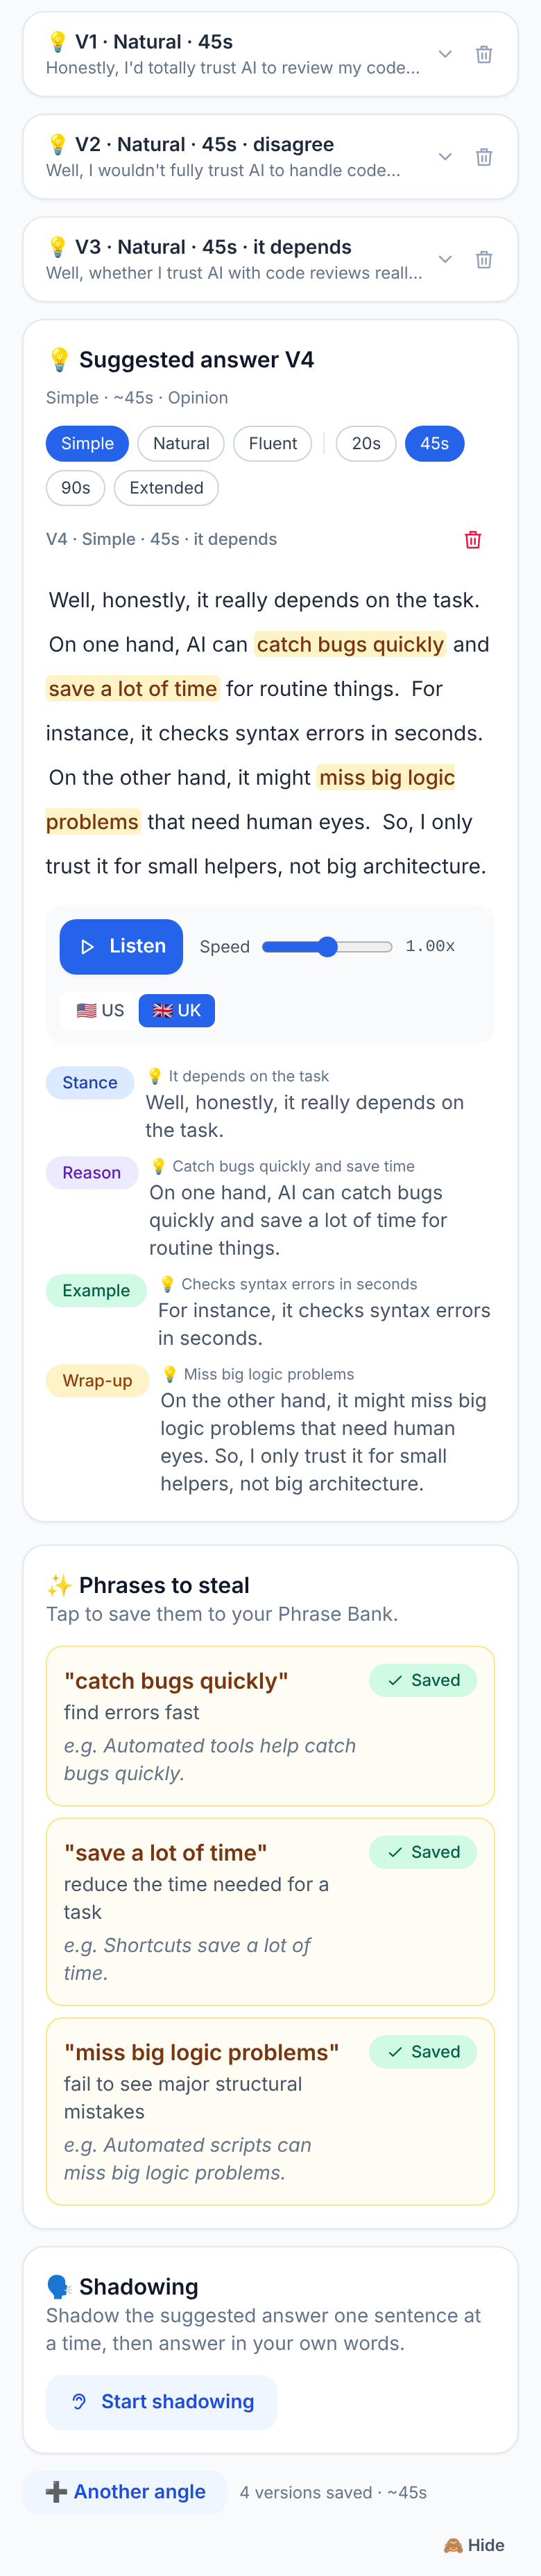 💡 V1 · Natural · 45s
Honestly, I'd totally trust AI to review my code...
💡 V2 · Natural · 45s · disagree
Well, I wouldn't fully trust AI to handle code...
💡 V3 · Natural · 45s · it depends
Well, whether I trust AI with code reviews reall...
💡 Suggested answer V4
Simple · ~45s · Opinion
Simple Natural Fluent 20s 45s
90s Extended
V4 · Simple · 45s · it depends
Well, honestly, it really depends on the task.
On one hand, AI can catch bugs quickly and
save a lot of time for routine things. For
instance, it checks syntax errors in seconds.
On the other hand, it might miss big logic
problems that need human eyes. So, I only
trust it for small helpers, not big architecture.
Listen Speed 1.00x
🇺🇸 US 🇬🇧 UK
Stance 💡 It depends on the task
Well, honestly, it really depends on
the task.
Reason 💡 Catch bugs quickly and save time
On one hand, AI can catch bugs
quickly and save a lot of time for
routine things.
Example 💡 Checks syntax errors in seconds
For instance, it checks syntax errors
in seconds.
Wrap-up 💡 Miss big logic problems
On the other hand, it might miss big
logic problems that need human
eyes. So, I only trust it for small
helpers, not big architecture.
✨ Phrases to steal
Tap to save them to your Phrase Bank.
"catch bugs quickly" ✓ Saved
find errors fast
e.g. Automated tools help catch
bugs quickly.
"save a lot of time" ✓ Saved
reduce the time needed for a
task
e.g. Shortcuts save a lot of
time.
"miss big logic problems" ✓ Saved
fail to see major structural
mistakes
e.g. Automated scripts can
miss big logic problems.
🗣️ Shadowing
Shadow the suggested answer one sentence at
a time, then answer in your own words.
Start shadowing
➕ Another angle 4 versions saved · ~45s
🙈 Hide